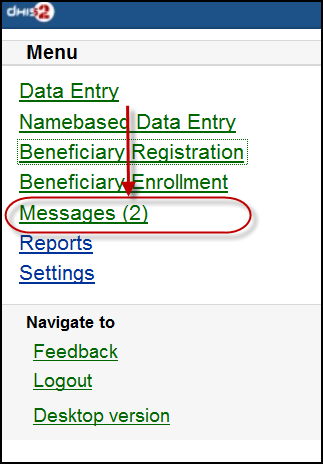 dhis2
Menu
Data Entry
Namebased Data Entry
Beneficiary Registration
Beneficiary Enrollment
Messages (2)
Reports
Settings
Navigate to
Feedback
Logout
Desktop version